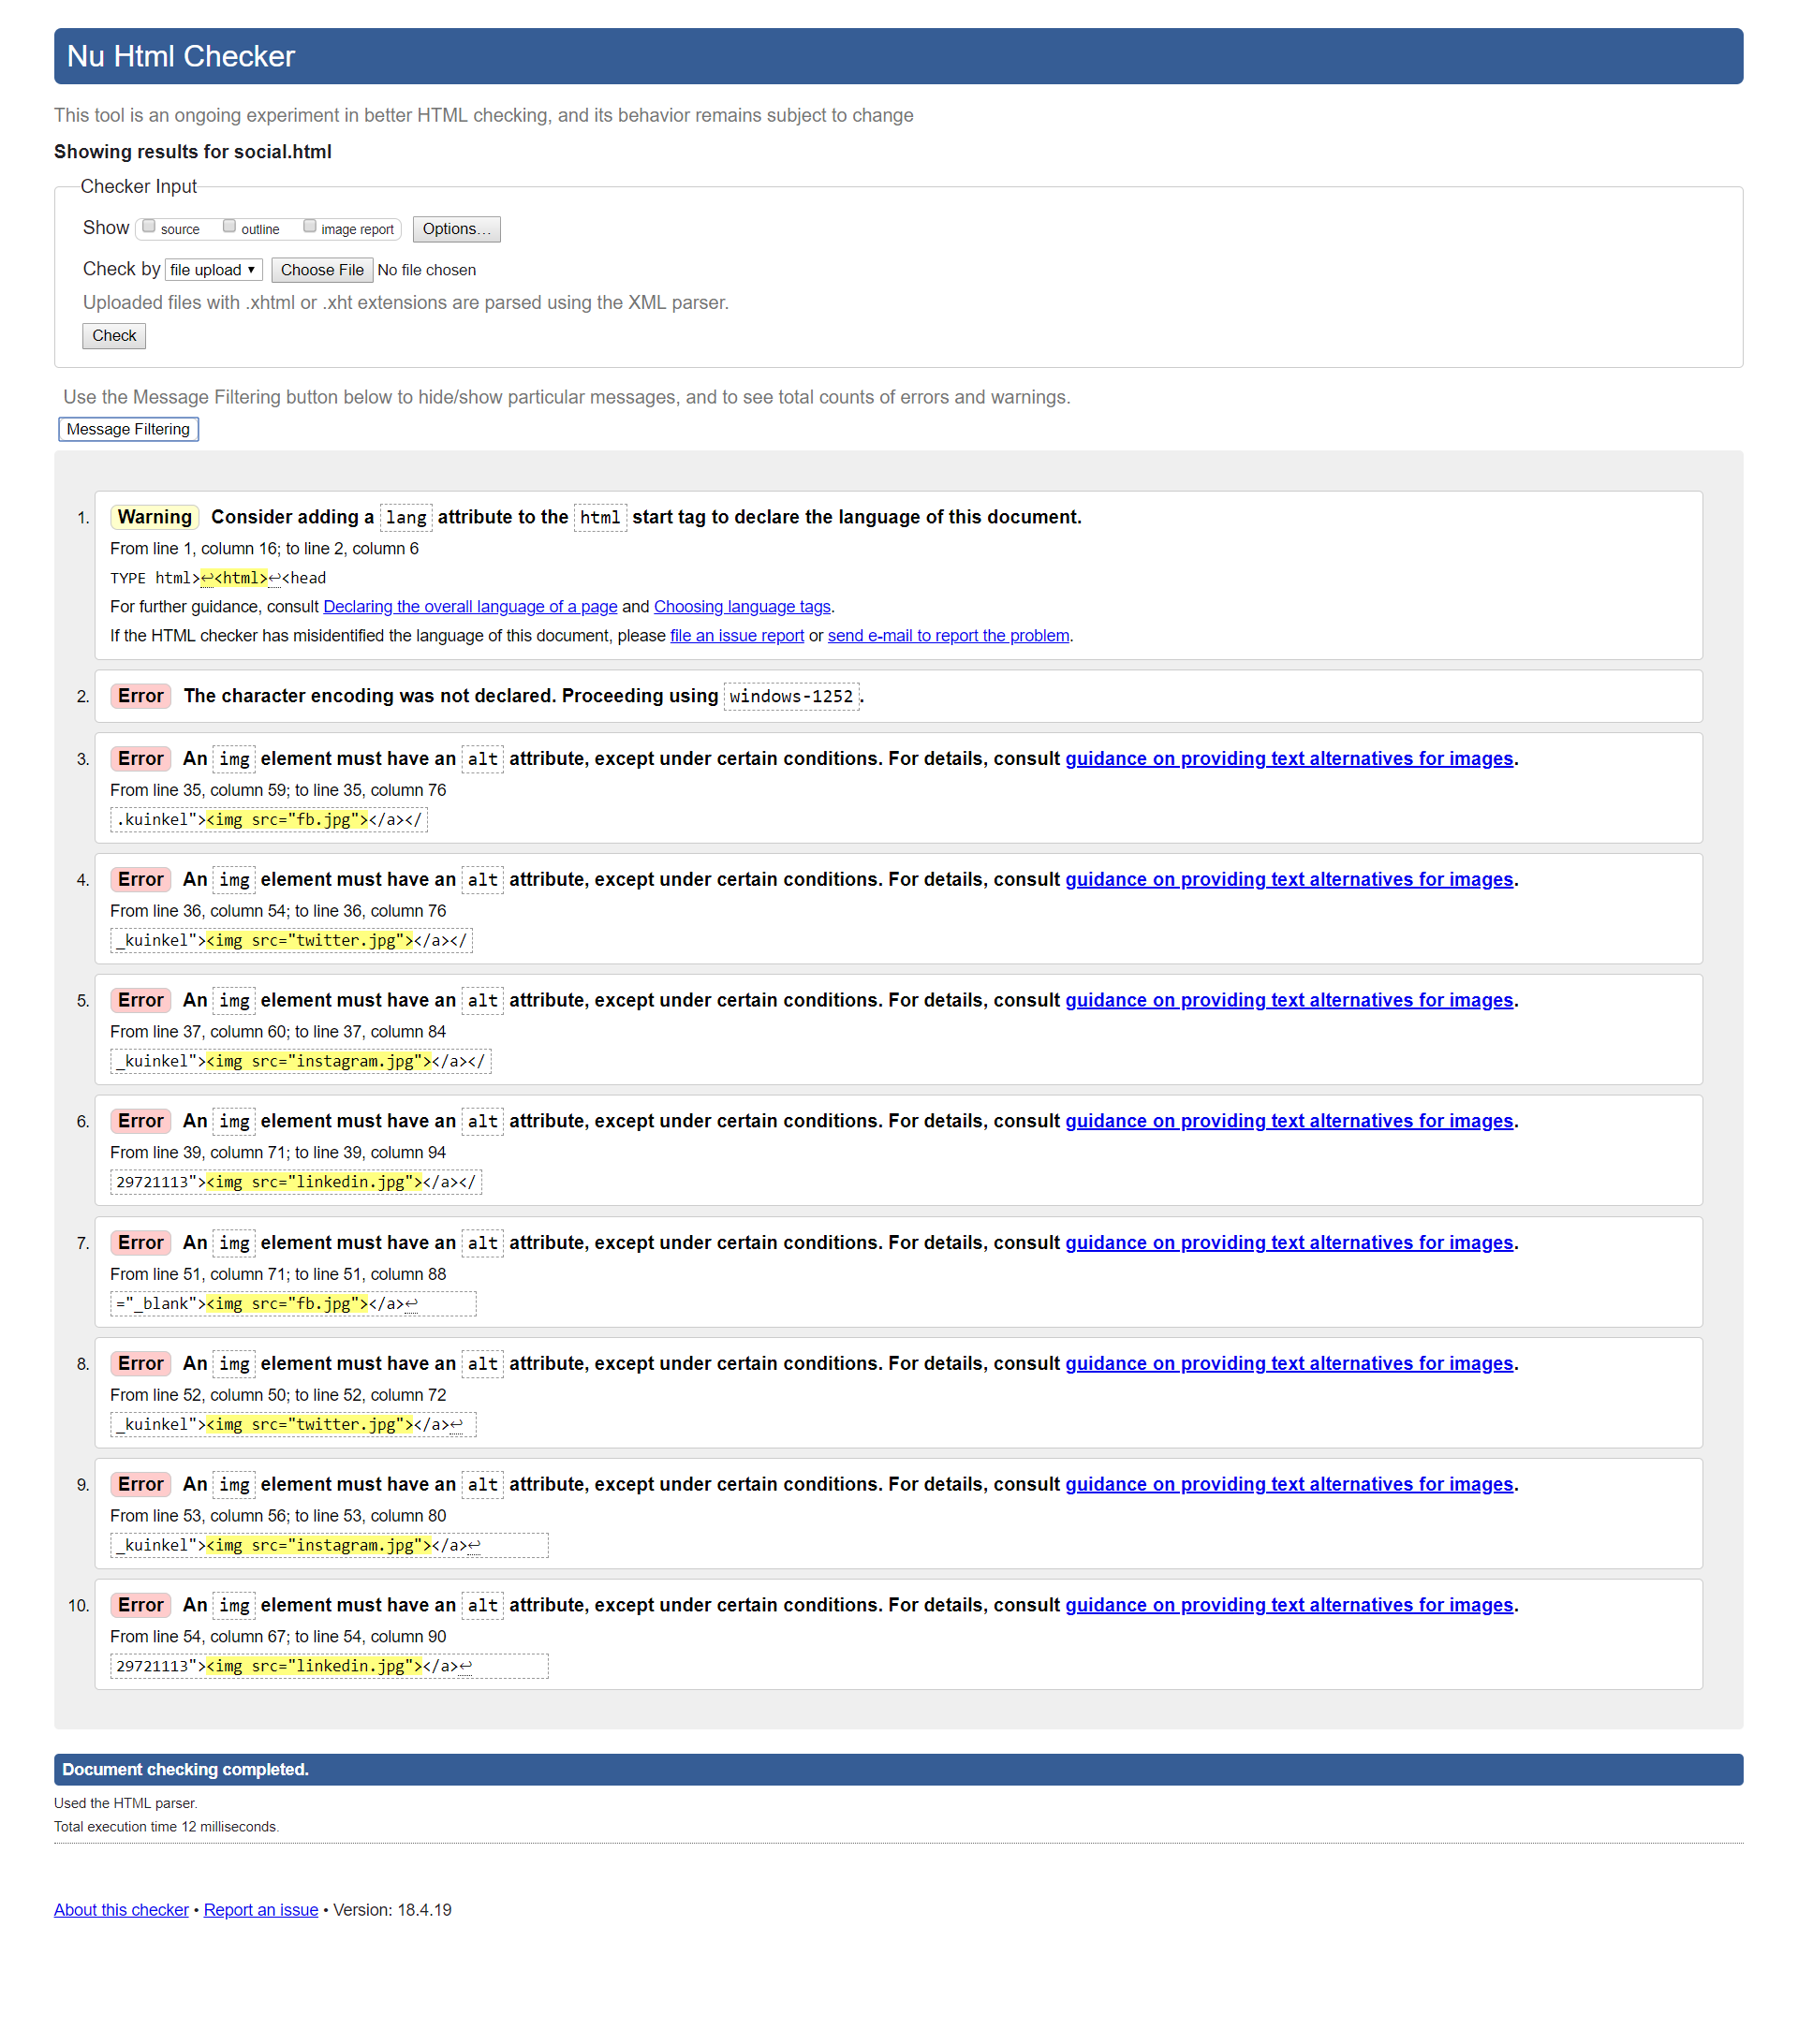 Nu Html Checker
This tool is an ongoing experiment in better HTML checking, and its behavior remains subject to change
Showing results for social.html
Checker Input
Show source outline image report Options…
Check by file upload ▾ Choose File No file chosen
Uploaded files with .xhtml or .xht extensions are parsed using the XML parser.
Check
Use the Message Filtering button below to hide/show particular messages, and to see total counts of errors and warnings.
Message Filtering
1. Warning Consider adding a lang attribute to the html start tag to declare the language of this document.
From line 1, column 16; to line 2, column 6
TYPE html>↩<html>↩<head
For further guidance, consult Declaring the overall language of a page and Choosing language tags.
If the HTML checker has misidentified the language of this document, please file an issue report or send e-mail to report the problem.
2. Error The character encoding was not declared. Proceeding using windows-1252.
3. Error An img element must have an alt attribute, except under certain conditions. For details, consult guidance on providing text alternatives for images.
From line 35, column 59; to line 35, column 76
.kuinkel"><img src="fb.jpg"></a></
4. Error An img element must have an alt attribute, except under certain conditions. For details, consult guidance on providing text alternatives for images.
From line 36, column 54; to line 36, column 76
_kuinkel"><img src="twitter.jpg"></a></
5. Error An img element must have an alt attribute, except under certain conditions. For details, consult guidance on providing text alternatives for images.
From line 37, column 60; to line 37, column 84
_kuinkel"><img src="instagram.jpg"></a></
6. Error An img element must have an alt attribute, except under certain conditions. For details, consult guidance on providing text alternatives for images.
From line 39, column 71; to line 39, column 94
29721113"><img src="linkedin.jpg"></a></
7. Error An img element must have an alt attribute, except under certain conditions. For details, consult guidance on providing text alternatives for images.
From line 51, column 71; to line 51, column 88
="_blank"><img src="fb.jpg"></a>↩
8. Error An img element must have an alt attribute, except under certain conditions. For details, consult guidance on providing text alternatives for images.
From line 52, column 50; to line 52, column 72
_kuinkel"><img src="twitter.jpg"></a>↩
9. Error An img element must have an alt attribute, except under certain conditions. For details, consult guidance on providing text alternatives for images.
From line 53, column 56; to line 53, column 80
_kuinkel"><img src="instagram.jpg"></a>↩
10. Error An img element must have an alt attribute, except under certain conditions. For details, consult guidance on providing text alternatives for images.
From line 54, column 67; to line 54, column 90
29721113"><img src="linkedin.jpg"></a>↩
Document checking completed.
Used the HTML parser.
Total execution time 12 milliseconds.
About this checker • Report an issue • Version: 18.4.19